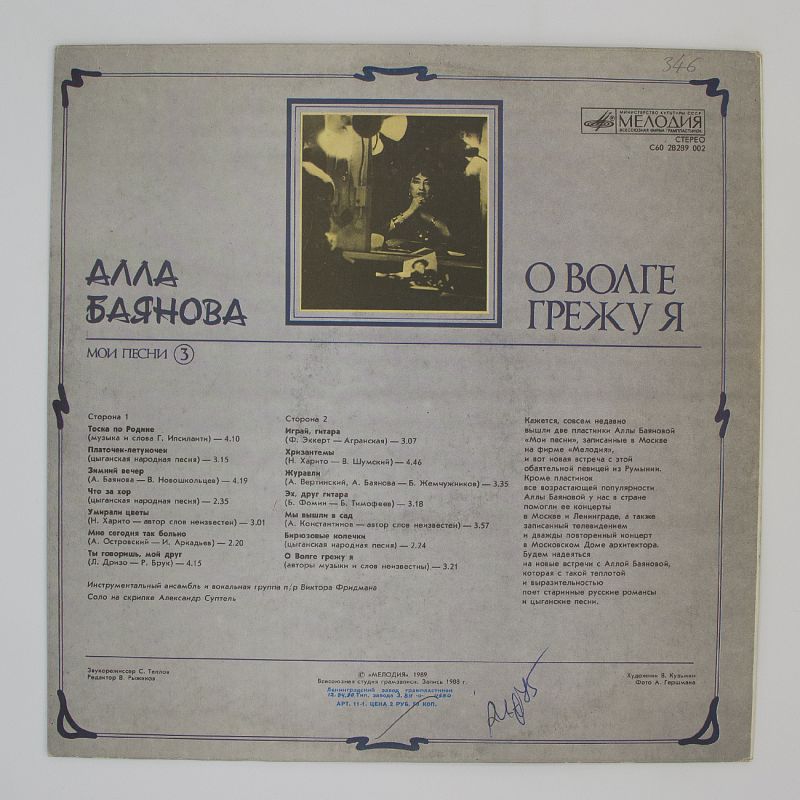 346
МИНИСТЕРСТВО КУЛЬТУРЫ СССР
МЕЛОДИЯ
ВСЕСОЮЗНАЯ ФИРМА ГРАМПЛАСТИНОК
СТЕРЕО
С60 28289 002
АЛЛА
БАЯНОВА
О ВОЛГЕ
ГРЕЖУ Я
МОИ ПЕСНИ 3
Сторона 1
Тоска по Родине
(музыка и слова Г. Ипсиланти) — 4.10
Платочек-летуночек
(цыганская народная песня) — 3.15
Зимний вечер
(А. Баянова — В. Новошкольцев) — 4.19
Что за хор
(цыганская народная песня) — 2.35
Умирали цветы
(Н. Харито — автор слов неизвестен) — 3.01
Мне сегодня так больно
(А. Островский — И. Аркадьев) — 2.20
Ты говоришь, мой друг
(Л. Дризо — Р. Брук) — 4.15
Сторона 2
Играй, гитара
(Ф. Эккерт — Агранская) — 3.07
Хризантемы
(Н. Харито — В. Шумский) — 4.46
Журавли
(А. Вертинский, А. Баянова — Б. Жемчужников) — 3.35
Эх, друг гитара
(Б. Фомин — Б. Тимофеев) — 3.18
Мы вышли в сад
(А. Константинов — автор слов неизвестен) — 3.57
Бирюзовые колечки
(цыганская народная песня) — 2.24
О Волге грежу я
(авторы музыки и слов неизвестны) — 3.21
Инструментальный ансамбль и вокальная группа п/р Виктора Фридмана
Соло на скрипке Александр Суптель
Кажется, совсем недавно
вышли две пластинки Аллы Баяновой
«Мои песни», записанные в Москве
на фирме «Мелодия»,
и вот новая встреча с этой
обаятельной певицей из Румынии.
Кроме пластинок
все возрастающей популярности
Аллы Баяновой у нас в стране
помогли ее концерты
в Москве и Ленинграде, а также
записанный телевидением
и дважды повторенный концерт
в Московском Доме архитектора.
Будем надеяться
на новые встречи с Аллой Баяновой,
которая с такой теплотой
и выразительностью
поет старинные русские романсы
и цыганские песни.
Звукорежиссер С. Теплов
Редактор В. Рыжиков
© «МЕЛОДИЯ» 1989
Всесоюзная студия грамзаписи. Запись 1988 г.
Ленинградский завод грампластинок
Тип. завода
АРТ. 11-1. ЦЕНА 2 РУБ. 50 КОП.
Художник В. Кузьмин
Фото А. Гершмана